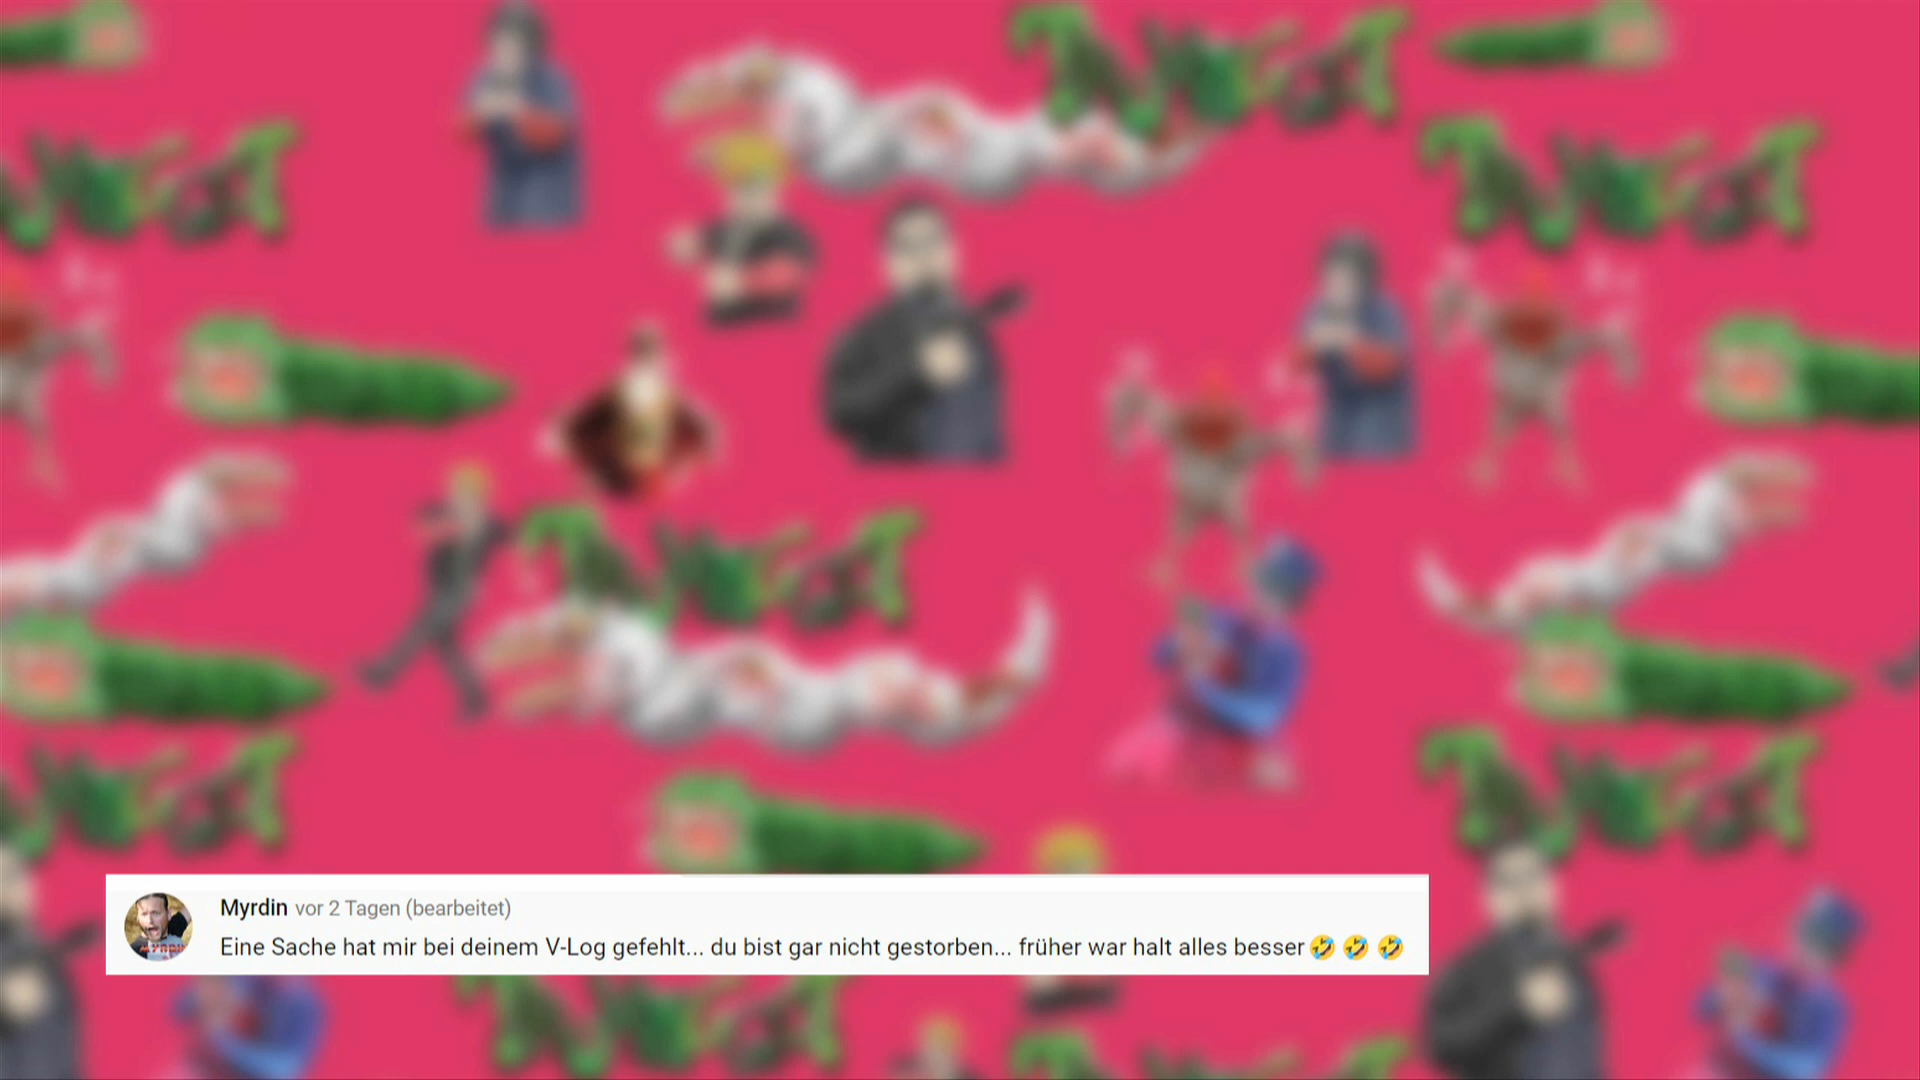 Myrdin vor 2 Tagen (bearbeitet)
Eine Sache hat mir bei deinem V-Log gefehlt... du bist gar nicht gestorben... früher war halt alles besser🤣 🤣 🤣